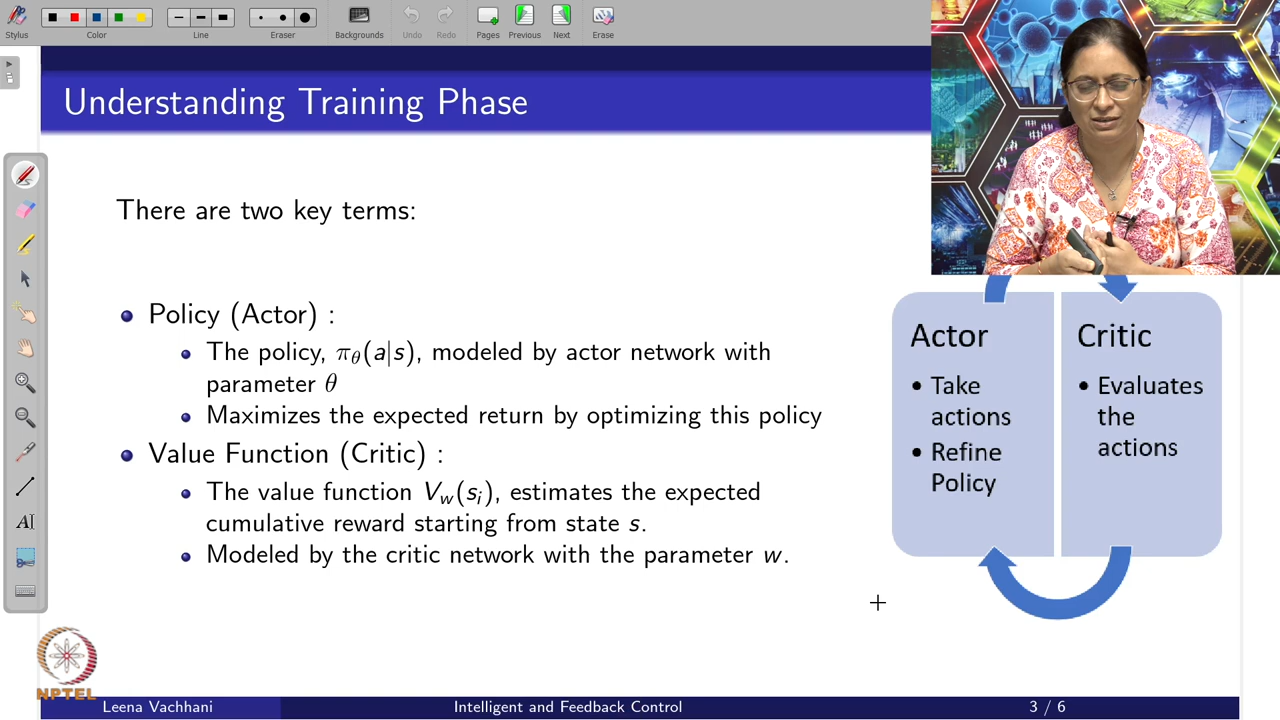 Stylus
Color
Line
Eraser
Backgrounds
Undo
Redo
Pages
Previous
Next
Erase
Understanding Training Phase
There are two key terms:
Policy (Actor) :
The policy, πθ(a|s), modeled by actor network with
parameter θ
Maximizes the expected return by optimizing this policy
Value Function (Critic) :
The value function Vw(si), estimates the expected
cumulative reward starting from state s.
Modeled by the critic network with the parameter w.
Actor
Take
actions
Refine
Policy
Critic
Evaluates
the
actions
NPTEL
Leena Vachhani
Intelligent and Feedback Control
3 / 6